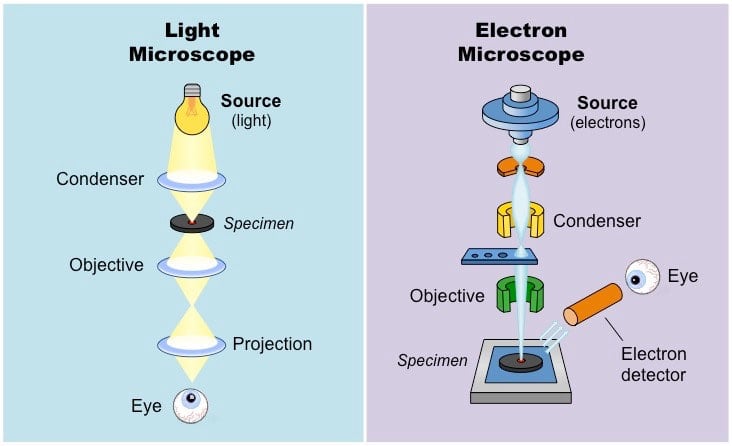 Light
Microscope
Source
(light)
Condenser
Specimen
Objective
Projection
Eye
Electron
Microscope
Source
(electrons)
Condenser
Objective
Eye
Specimen
Electron
detector